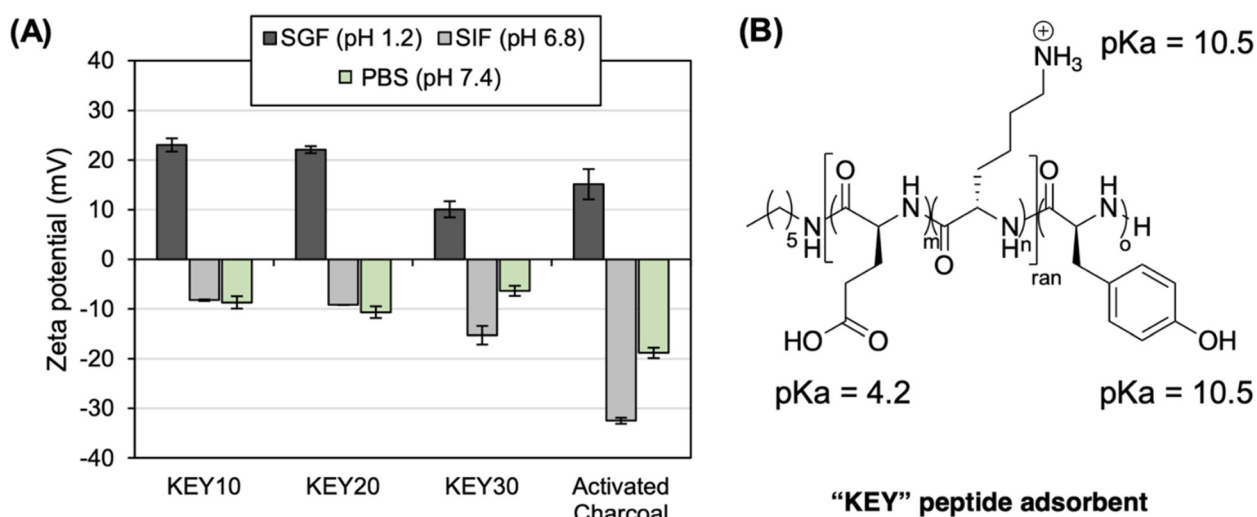 (A)
SGF (pH 1.2) SIF (pH 6.8)
PBS (pH 7.4)
Zeta potential (mV)
40
30
20
10
0
-10
-20
-30
-40
KEY10 KEY20 KEY30 Activated
Charcoal
(B)
NH3 + pKa = 10.5
O H O H
N N
5 N H m O N H n o H
ran
HO O OH
pKa = 4.2 pKa = 10.5
“KEY” peptide adsorbent